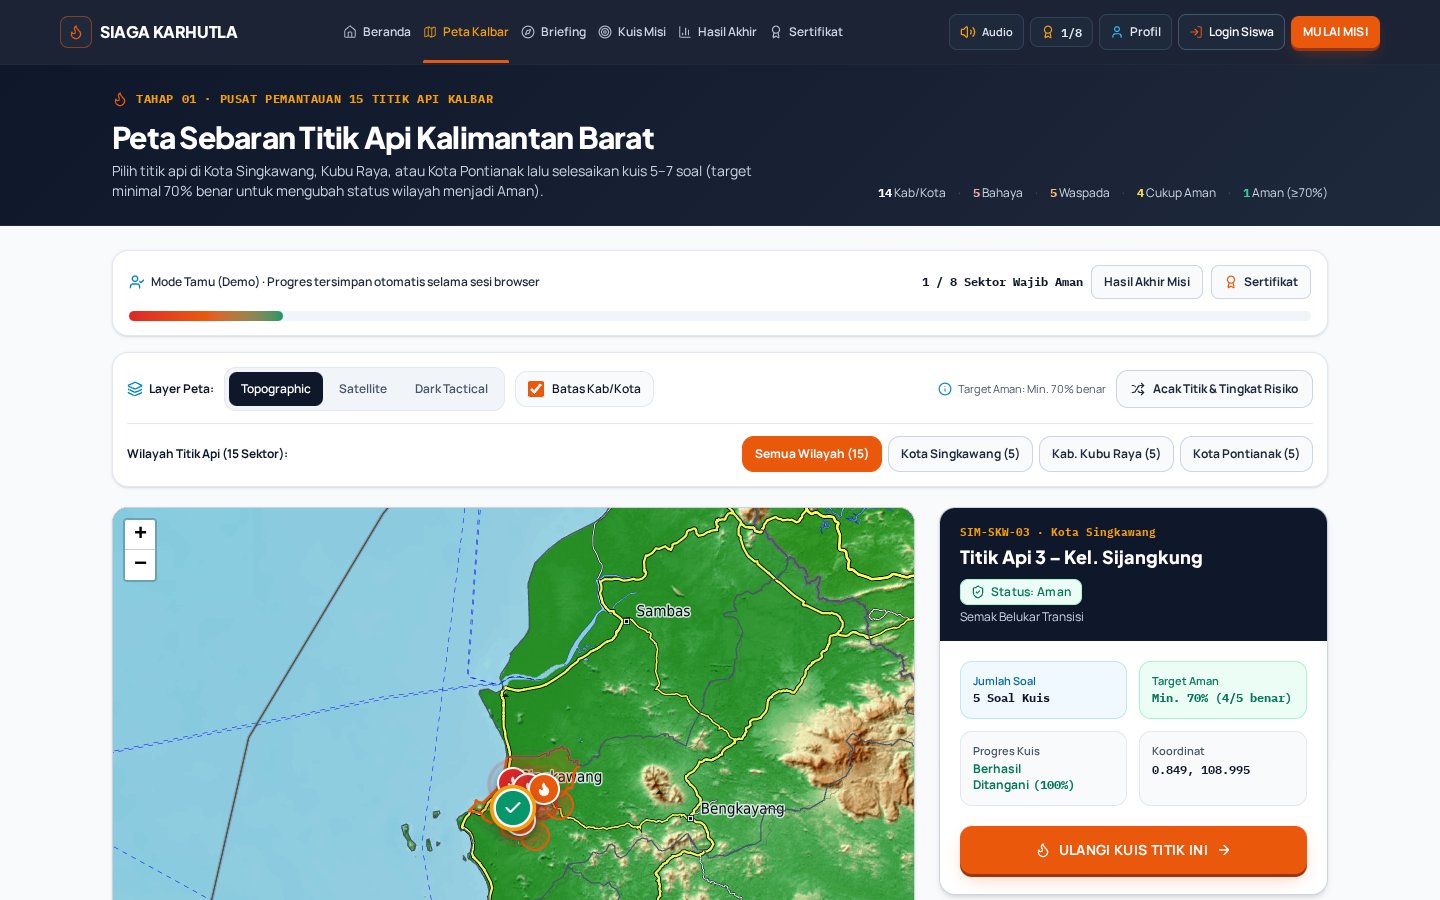 SIAGA KARHUTLA
Beranda
Peta Kalbar
Briefing
Kuis Misi
Hasil Akhir
Sertifikat
Audio
1/8
Profil
Login Siswa
MULAI MISI
TAHAP 01 · PUSAT PEMANTAUAN 15 TITIK API KALBAR
Peta Sebaran Titik Api Kalimantan Barat
Pilih titik api di Kota Singkawang, Kubu Raya, atau Kota Pontianak lalu selesaikan kuis 5–7 soal (target
minimal 70% benar untuk mengubah status wilayah menjadi Aman).
14 Kab/Kota · 5 Bahaya · 5 Waspada · 4 Cukup Aman · 1 Aman (≥70%)
Mode Tamu (Demo) · Progres tersimpan otomatis selama sesi browser
1 / 8 Sektor Wajib Aman
Hasil Akhir Misi
Sertifikat
Layer Peta:
Topographic
Satellite
Dark Tactical
Batas Kab/Kota
Target Aman: Min. 70% benar
Acak Titik & Tingkat Risiko
Wilayah Titik Api (15 Sektor):
Semua Wilayah (15)
Kota Singkawang (5)
Kab. Kubu Raya (5)
Kota Pontianak (5)
+
−
Sambas
Bengkayang
SIM-SKW-03 · Kota Singkawang
Titik Api 3 – Kel. Sijangkung
Status: Aman
Semak Belukar Transisi
Jumlah Soal
5 Soal Kuis
Target Aman
Min. 70% (4/5 benar)
Progres Kuis
Berhasil
Ditangani (100%)
Koordinat
0.849, 108.995
ULANGI KUIS TITIK INI →